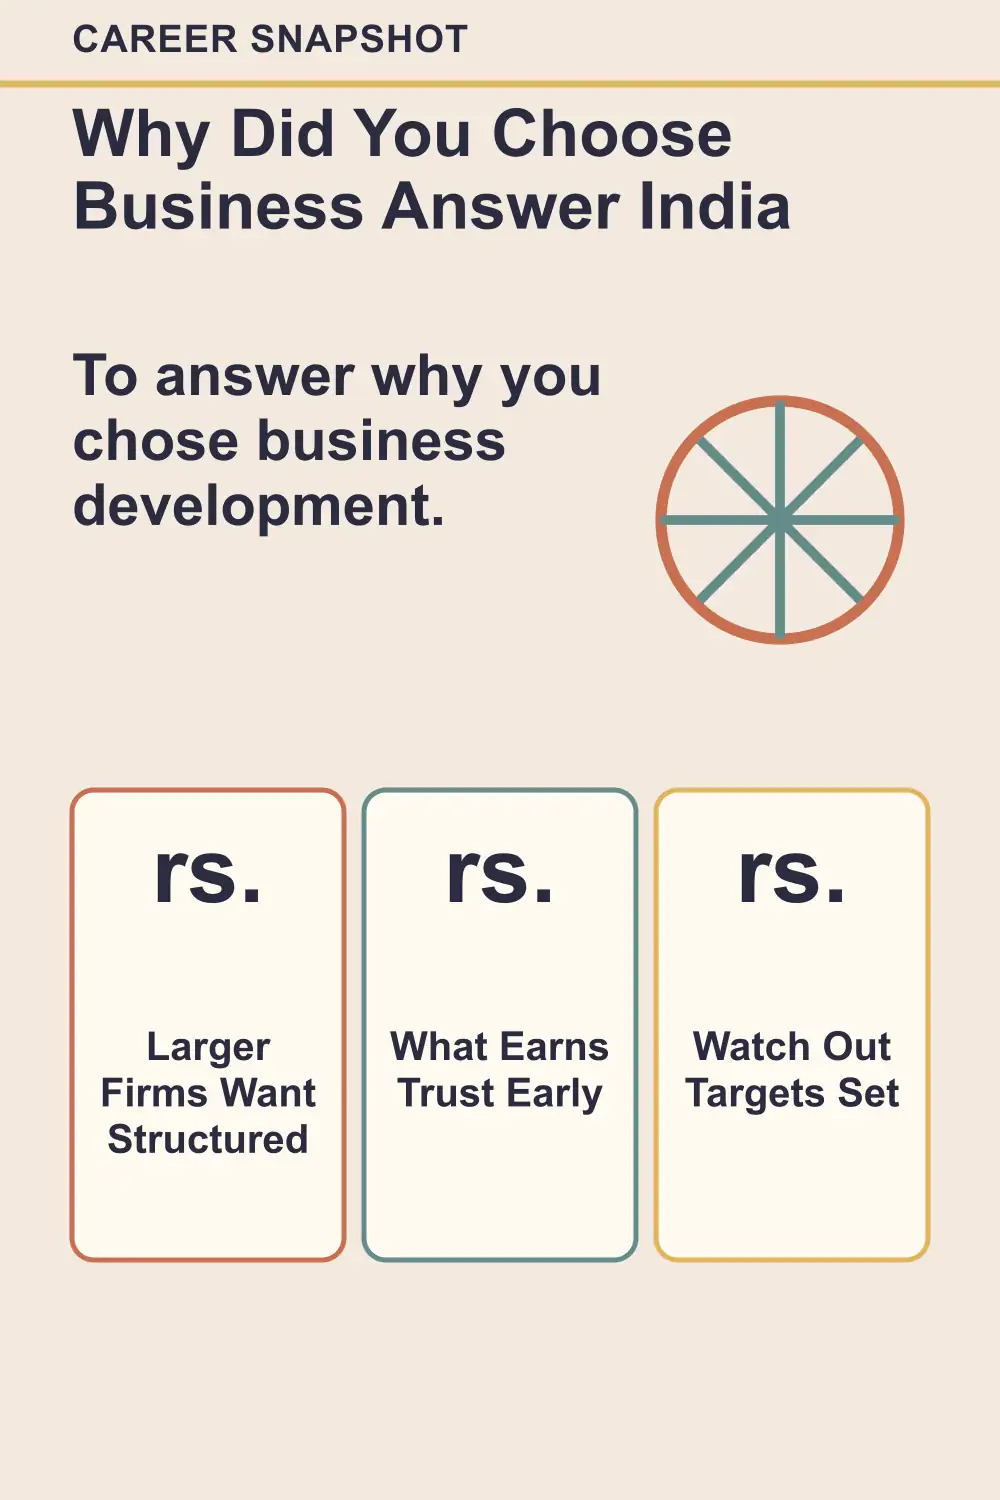 CAREER SNAPSHOT
Why Did You Choose
Business Answer India
To answer why you
chose business
development.
rs.
Larger
Firms Want
Structured
rs.
What Earns
Trust Early
rs.
Watch Out
Targets Set